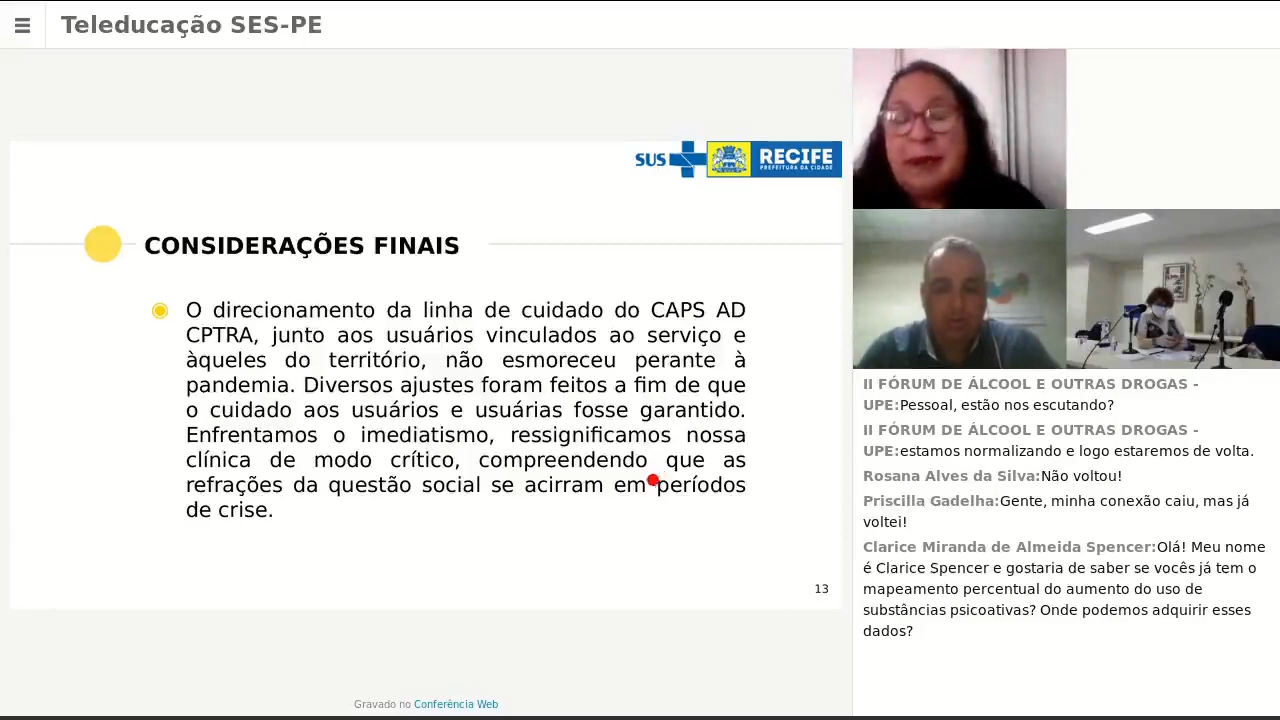 Teleducação SES-PE
SUS
RECIFE
PREFEITURA DA CIDADE
CONSIDERAÇÕES FINAIS
O direcionamento da linha de cuidado do CAPS AD
CPTRA, junto aos usuários vinculados ao serviço e
àqueles do território, não esmoreceu perante à
pandemia. Diversos ajustes foram feitos a fim de que
o cuidado aos usuários e usuárias fosse garantido.
Enfrentamos o imediatismo, ressignificamos nossa
clínica de modo crítico, compreendendo que as
refrações da questão social se acirram em períodos
de crise.
13
II FÓRUM DE ÁLCOOL E OUTRAS DROGAS -
UPE:Pessoal, estão nos escutando?
II FÓRUM DE ÁLCOOL E OUTRAS DROGAS -
UPE:estamos normalizando e logo estaremos de volta.
Rosana Alves da Silva:Não voltou!
Priscilla Gadelha:Gente, minha conexão caiu, mas já
voltei!
Clarice Miranda de Almeida Spencer:Olá! Meu nome
é Clarice Spencer e gostaria de saber se vocês já tem o
mapeamento percentual do aumento do uso de
substâncias psicoativas? Onde podemos adquirir esses
dados?
Gravado no Conferência Web